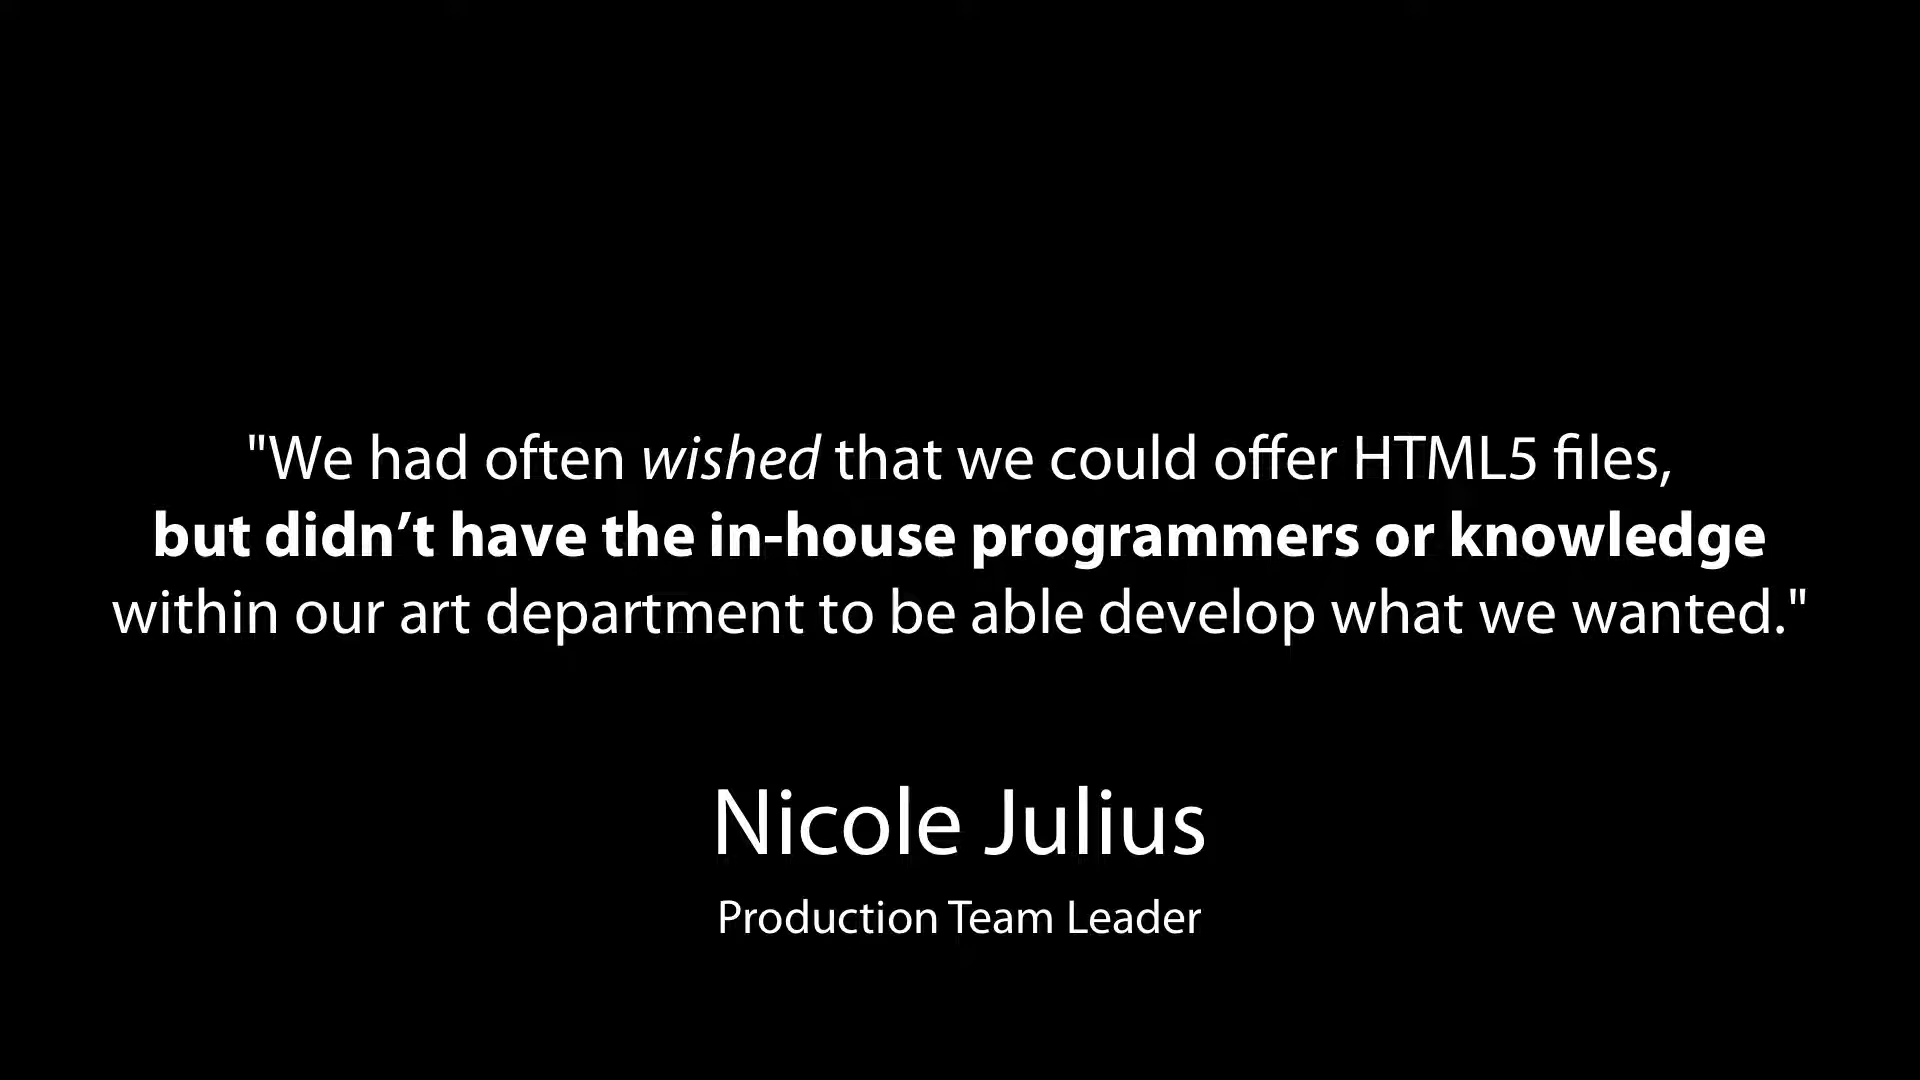 "We had often wished that we could offer HTML5 files,
but didn’t have the in-house programmers or knowledge
within our art department to be able develop what we wanted."
Nicole Julius
Production Team Leader